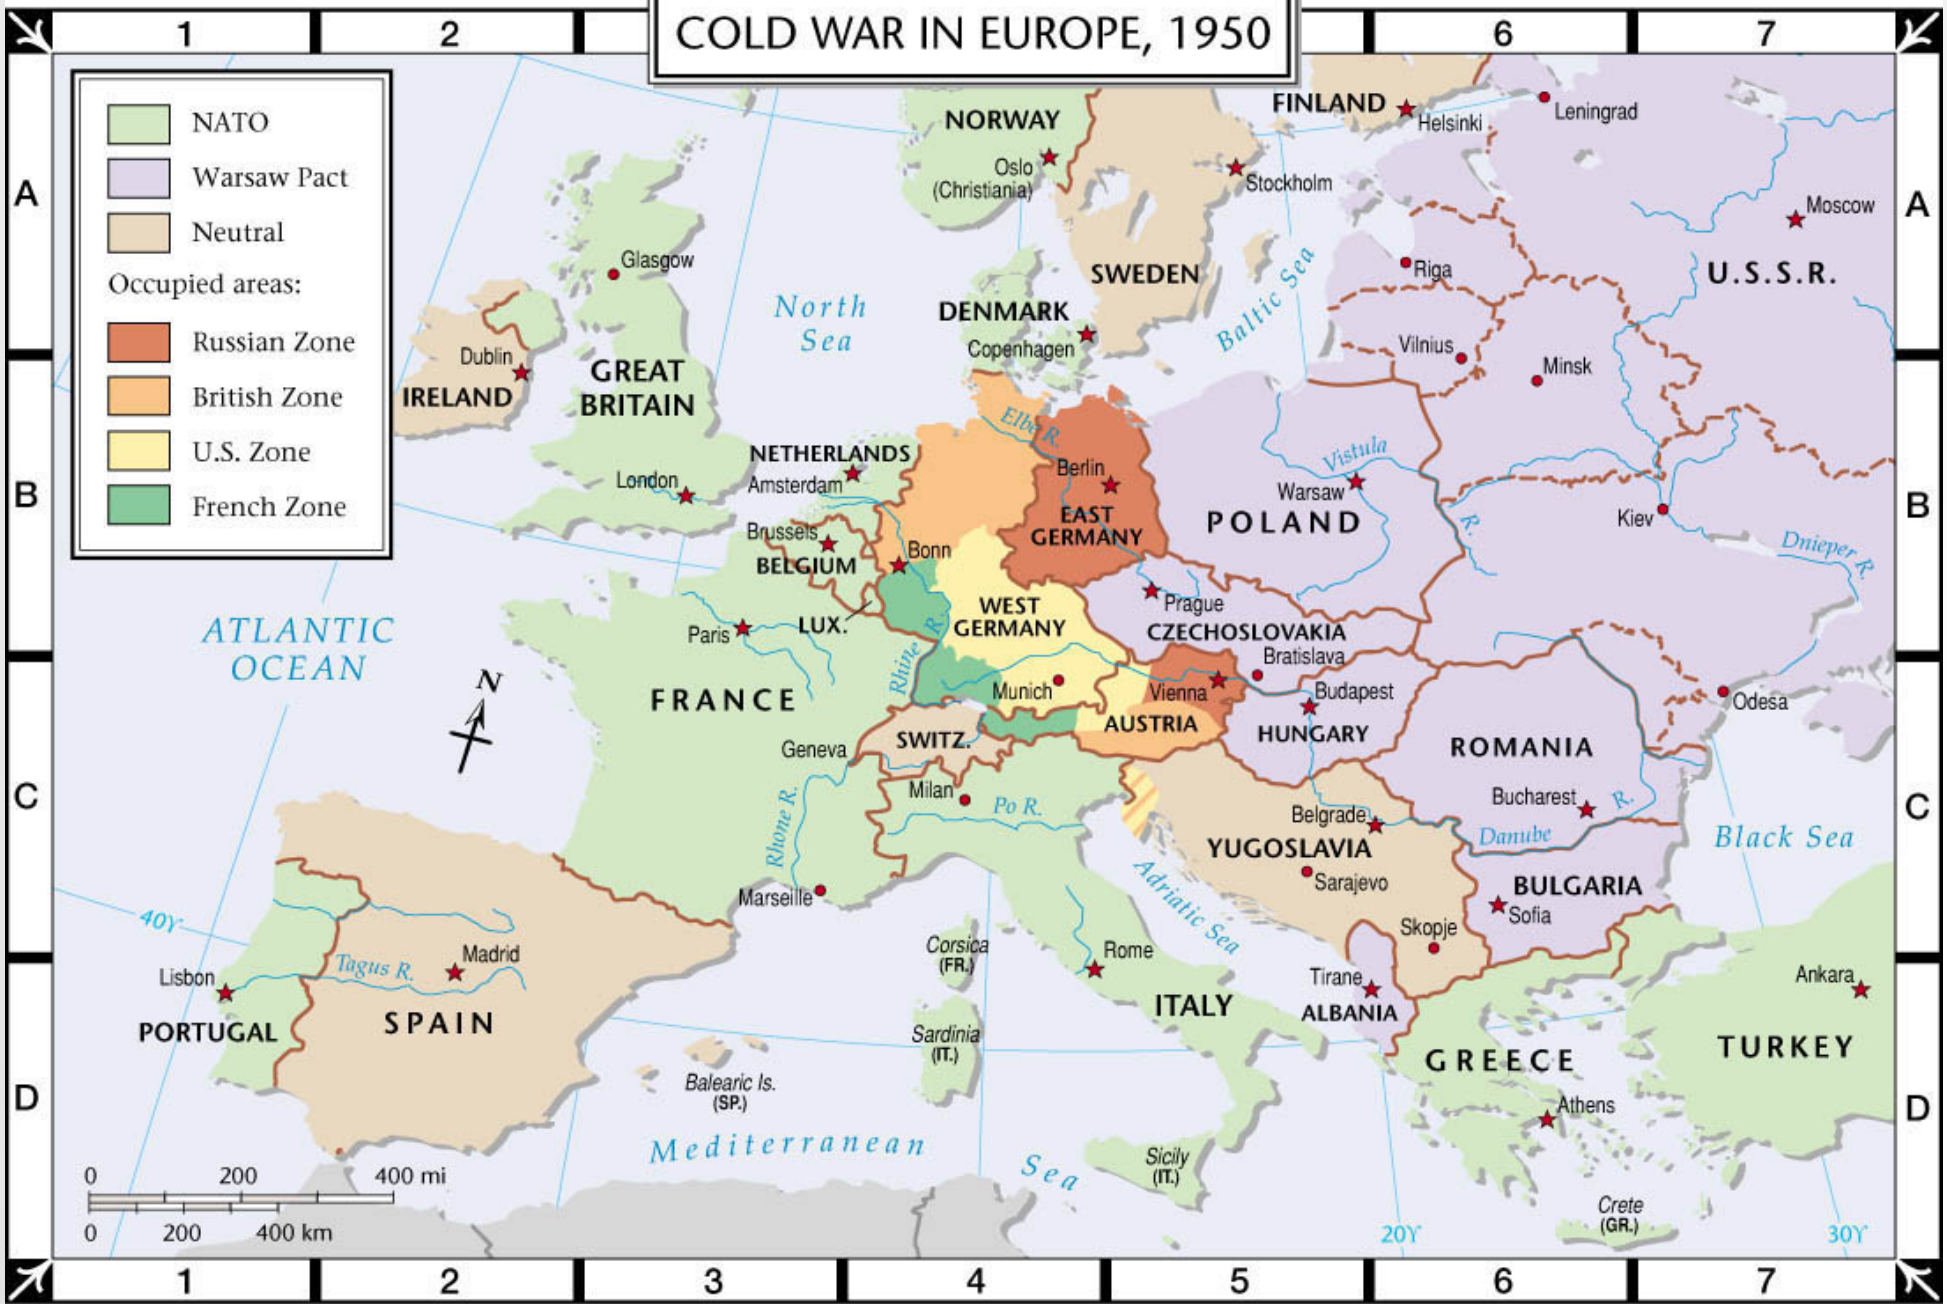 COLD WAR IN EUROPE, 1950
1
2
6
7
A
B
C
D
A
B
C
D
1
2
3
4
5
6
7
NATO
Warsaw Pact
Neutral
Occupied areas:
Russian Zone
British Zone
U.S. Zone
French Zone
NORWAY
Oslo
(Christiania)
FINLAND
Helsinki
Leningrad
Stockholm
SWEDEN
Moscow
U.S.S.R.
Riga
Vilnius
Minsk
Baltic Sea
Glasgow
North
Sea
DENMARK
Copenhagen
Dublin
IRELAND
GREAT
BRITAIN
London
NETHERLANDS
Amsterdam
Brussels
BELGIUM
LUX.
Bonn
Elbe R.
Berlin
EAST
GERMANY
WEST
GERMANY
Vistula
R.
Warsaw
POLAND
Kiev
Dnieper R.
Prague
CZECHOSLOVAKIA
Bratislava
ATLANTIC
OCEAN
N
Paris
FRANCE
Rhine R.
Munich
Vienna
AUSTRIA
Budapest
HUNGARY
ROMANIA
Odesa
Bucharest
Danube
R.
Black Sea
SWITZ.
Geneva
Milan
Po R.
Rhone R.
Marseille
Belgrade
YUGOSLAVIA
Sarajevo
Skopje
BULGARIA
Sofia
Adriatic Sea
40Y
Lisbon
PORTUGAL
Tagus R.
Madrid
SPAIN
Corsica
(FR.)
Sardinia
(IT.)
Rome
ITALY
Tirane
ALBANIA
GREECE
Athens
Ankara
TURKEY
Balearic Is.
(SP.)
Mediterranean
Sea
Sicily
(IT.)
Crete
(GR.)
20Y
30Y
0 200 400 mi
0 200 400 km